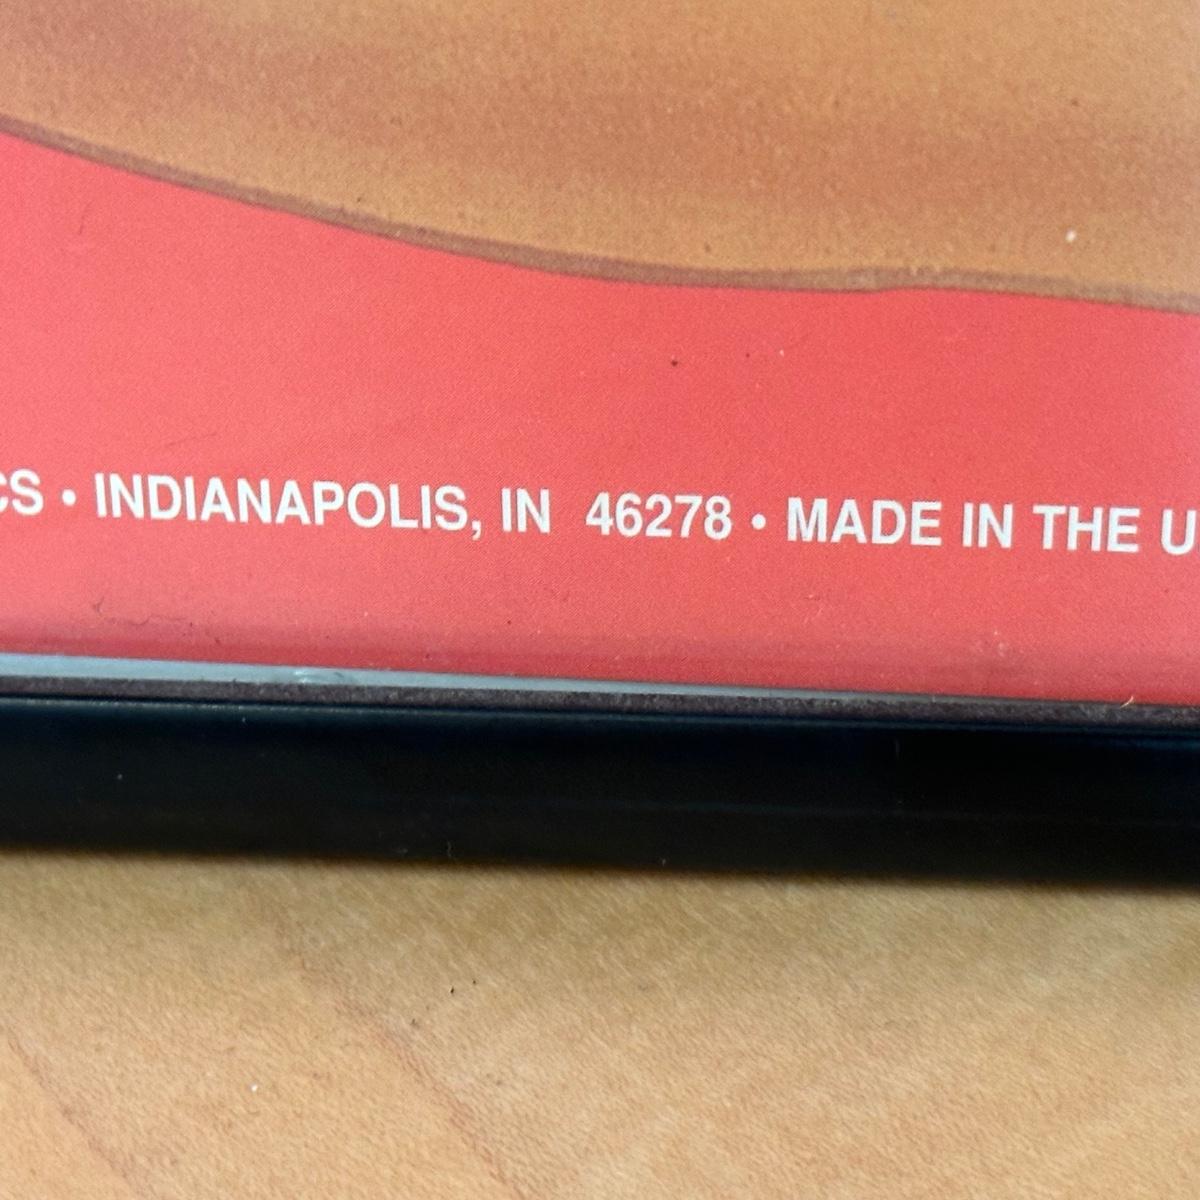 CS • INDIANAPOLIS, IN 46278 • MADE IN THE U